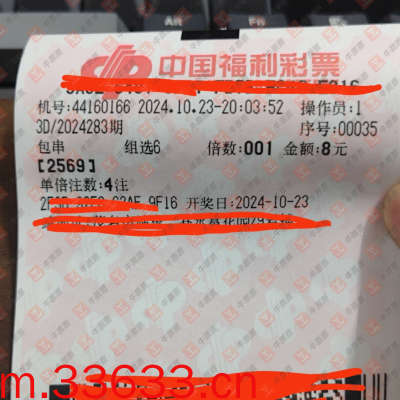 中国福利彩票
机号:44160166 2024.10.23-20:03:52 操作员:1
3D/2024283期 序号:00035
包串 组选6 倍数:001 金额:8元
[2569]
单倍注数:4注
9F16 开奖日:2024-10-23
m.33633.cn